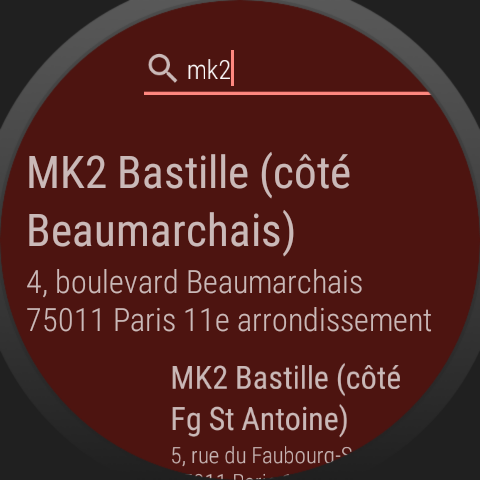 mk2
MK2 Bastille (côté
Beaumarchais)
4, boulevard Beaumarchais
75011 Paris 11e arrondissement
MK2 Bastille (côté
Fg St Antoine)
5, rue du Faubourg-S